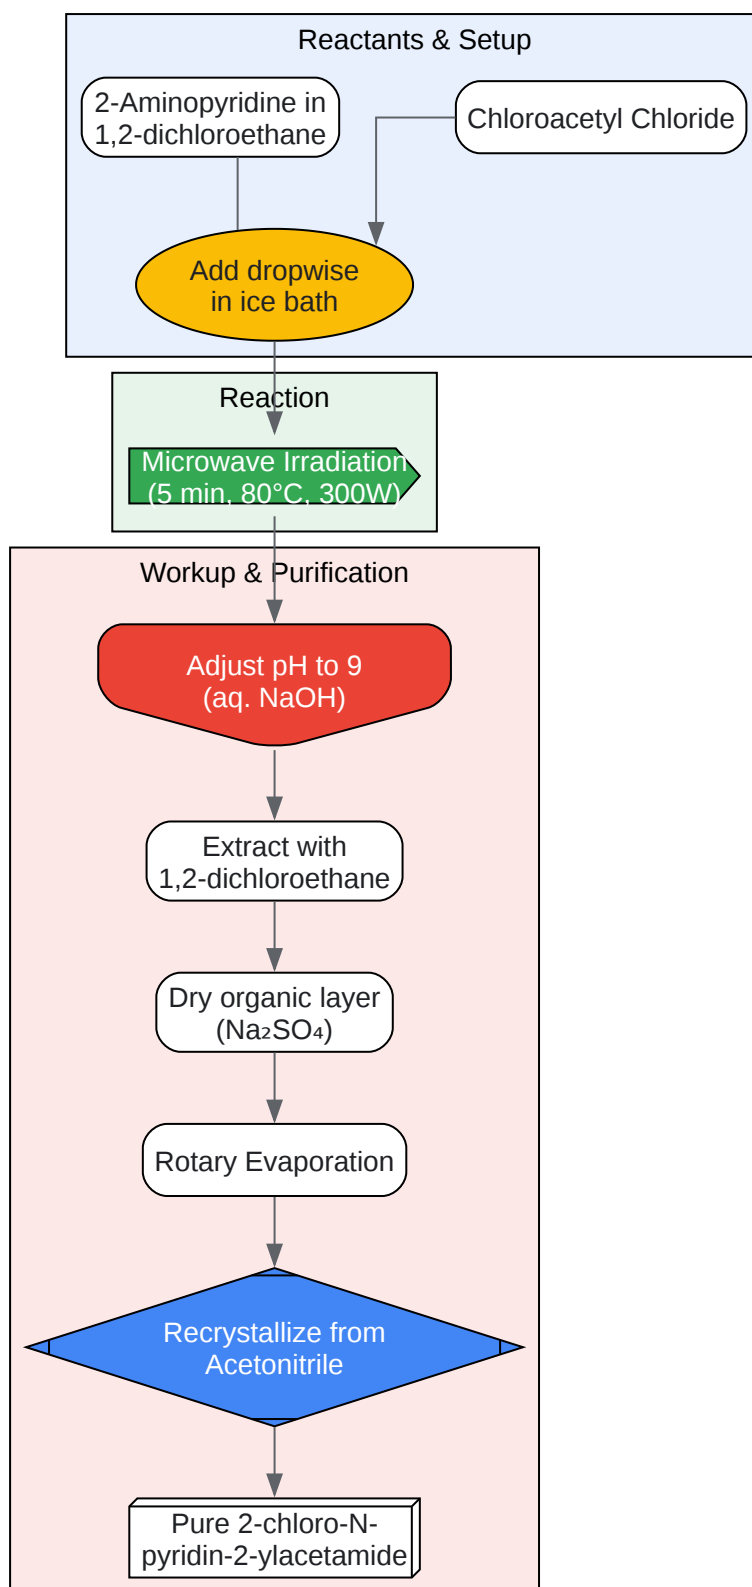 Reactants & Setup
2-Aminopyridine in
1,2-dichloroethane
Chloroacetyl Chloride
Add dropwise
in ice bath
Reaction
Microwave Irradiation
(5 min, 80°C, 300W)
Workup & Purification
Adjust pH to 9
(aq. NaOH)
Extract with
1,2-dichloroethane
Dry organic layer
(Na₂SO₄)
Rotary Evaporation
Recrystallize from
Acetonitrile
Pure 2-chloro-N-
pyridin-2-ylacetamide